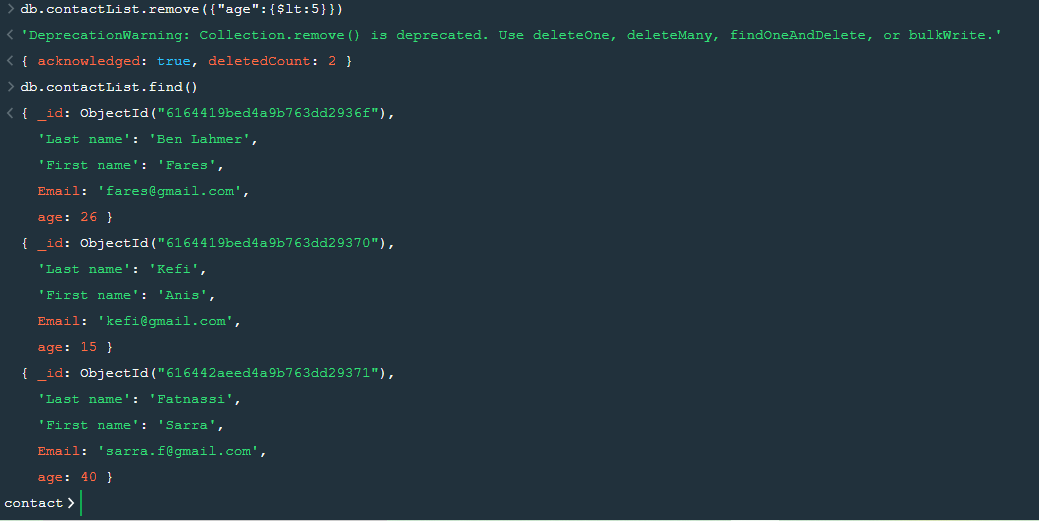 > db.contactList.remove({"age":{$lt:5}})
< 'DeprecationWarning: Collection.remove() is deprecated. Use deleteOne, deleteMany, findOneAndDelete, or bulkWrite.'
< { acknowledged: true, deletedCount: 2 }
> db.contactList.find()
< { _id: ObjectId("6164419bed4a9b763dd2936f"),
'Last name': 'Ben Lahmer',
'First name': 'Fares',
Email: 'fares@gmail.com',
age: 26 }
{ _id: ObjectId("6164419bed4a9b763dd29370"),
'Last name': 'Kefi',
'First name': 'Anis',
Email: 'kefi@gmail.com',
age: 15 }
{ _id: ObjectId("616442aeed4a9b763dd29371"),
'Last name': 'Fatnassi',
'First name': 'Sarra',
Email: 'sarra.f@gmail.com',
age: 40 }
contact >